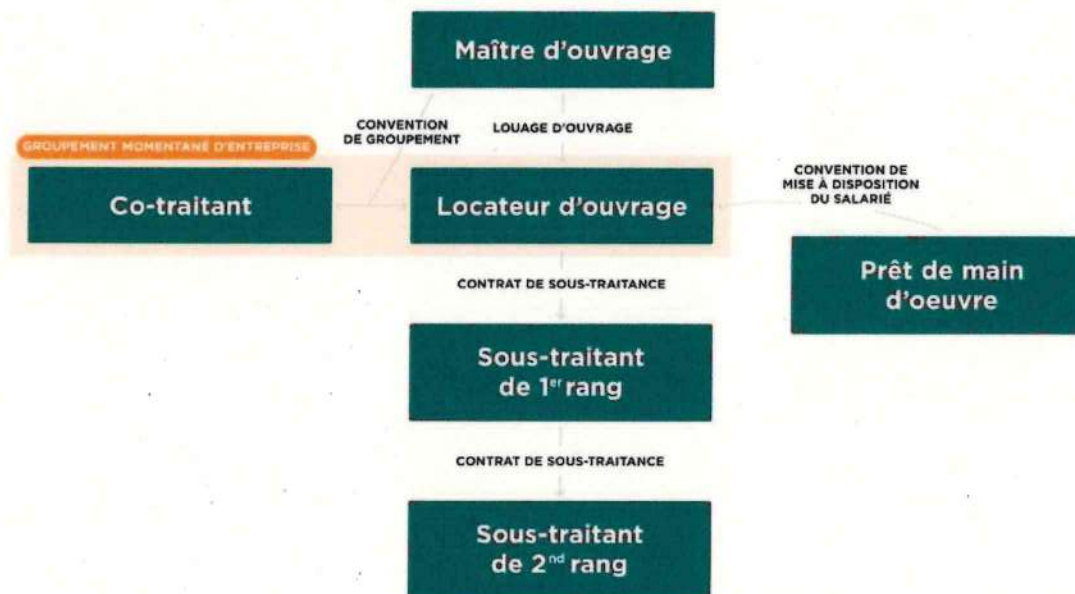 Maître d'ouvrage
CONVENTION
DE GROUPEMENT
LOUAGE D'OUVRAGE
GROUPEMENT MOMENTANÉ D'ENTREPRISE
Co-traitant
Locateur d'ouvrage
CONVENTION DE
MISE À DISPOSITION
DU SALARIÉ
Prêt de main
d'oeuvre
CONTRAT DE SOUS-TRAITANCE
Sous-traitant
de 1er rang
CONTRAT DE SOUS-TRAITANCE
Sous-traitant
de 2nd rang